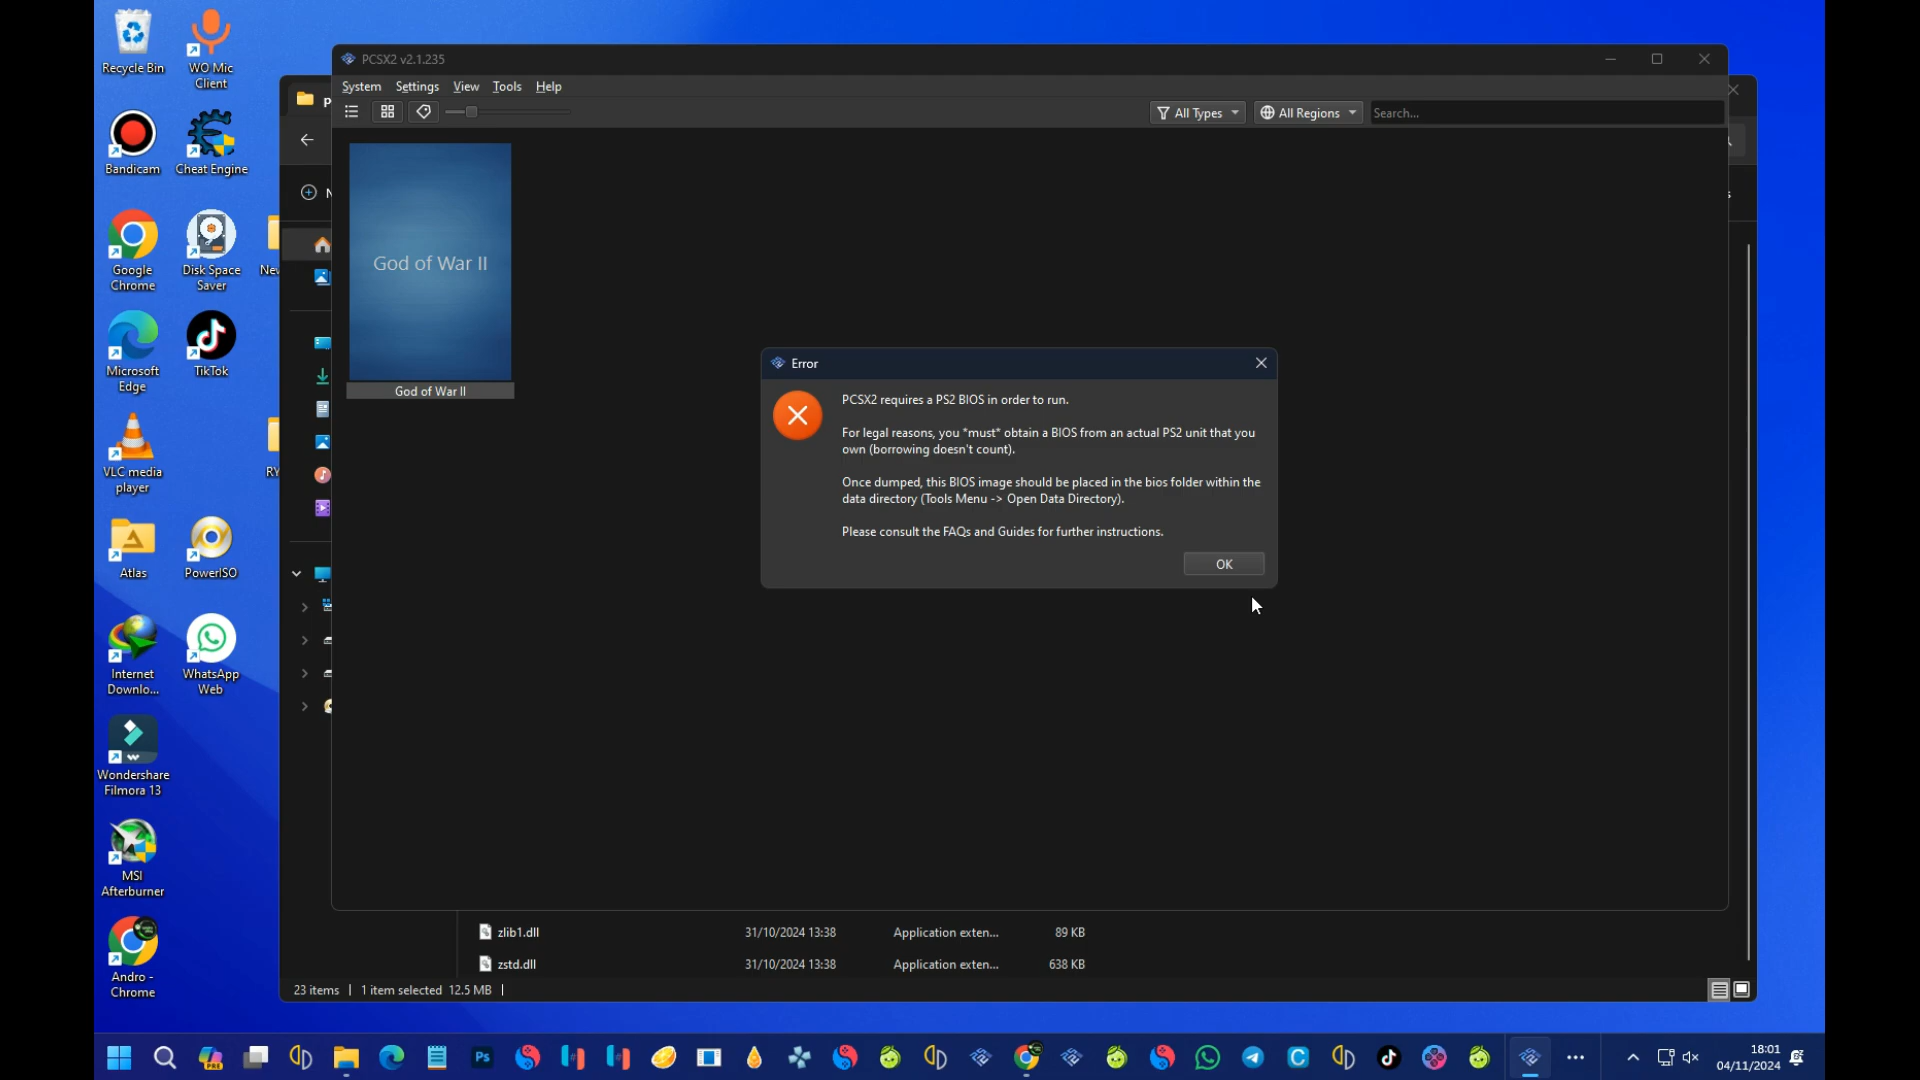 Recycle Bin
WO Mic
Client
Bandicam
Cheat Engine
Google
Chrome
Disk Space
Saver
Microsoft
Edge
TikTok
VLC media
player
Atlas
PowerISO
Internet
Downlo...
WhatsApp
Web
Wondershare
Filmora 13
MSI
Afterburner
Andro -
Chrome
PCSX2 v2.1.235
System Settings View Tools Help
All Types All Regions Search...
God of War II
God of War II
Error
PCSX2 requires a PS2 BIOS in order to run.
For legal reasons, you *must* obtain a BIOS from an actual PS2 unit that you
own (borrowing doesn't count).
Once dumped, this BIOS image should be placed in the bios folder within the
data directory (Tools Menu -> Open Data Directory).
Please consult the FAQs and Guides for further instructions.
OK
zlib1.dll 31/10/2024 13:38 Application exten... 89 KB
zstd.dll 31/10/2024 13:38 Application exten... 638 KB
23 items 1 item selected 12.5 MB
PRE
Ps
18:01
04/11/2024